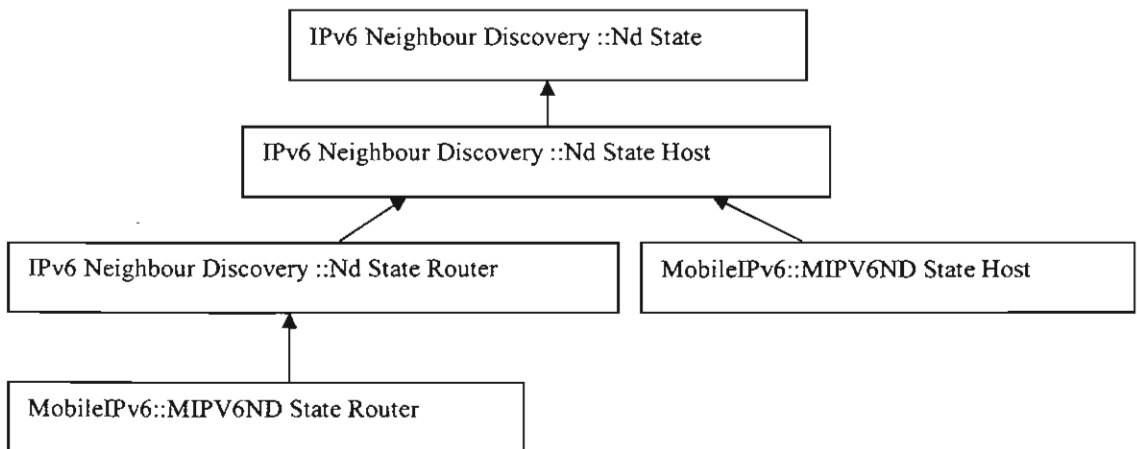 IPv6 Neighbour Discovery ::Nd State
IPv6 Neighbour Discovery ::Nd State Host
IPv6 Neighbour Discovery ::Nd State Router
MobileIPv6::MIPV6ND State Host
MobileIPv6::MIPV6ND State Router